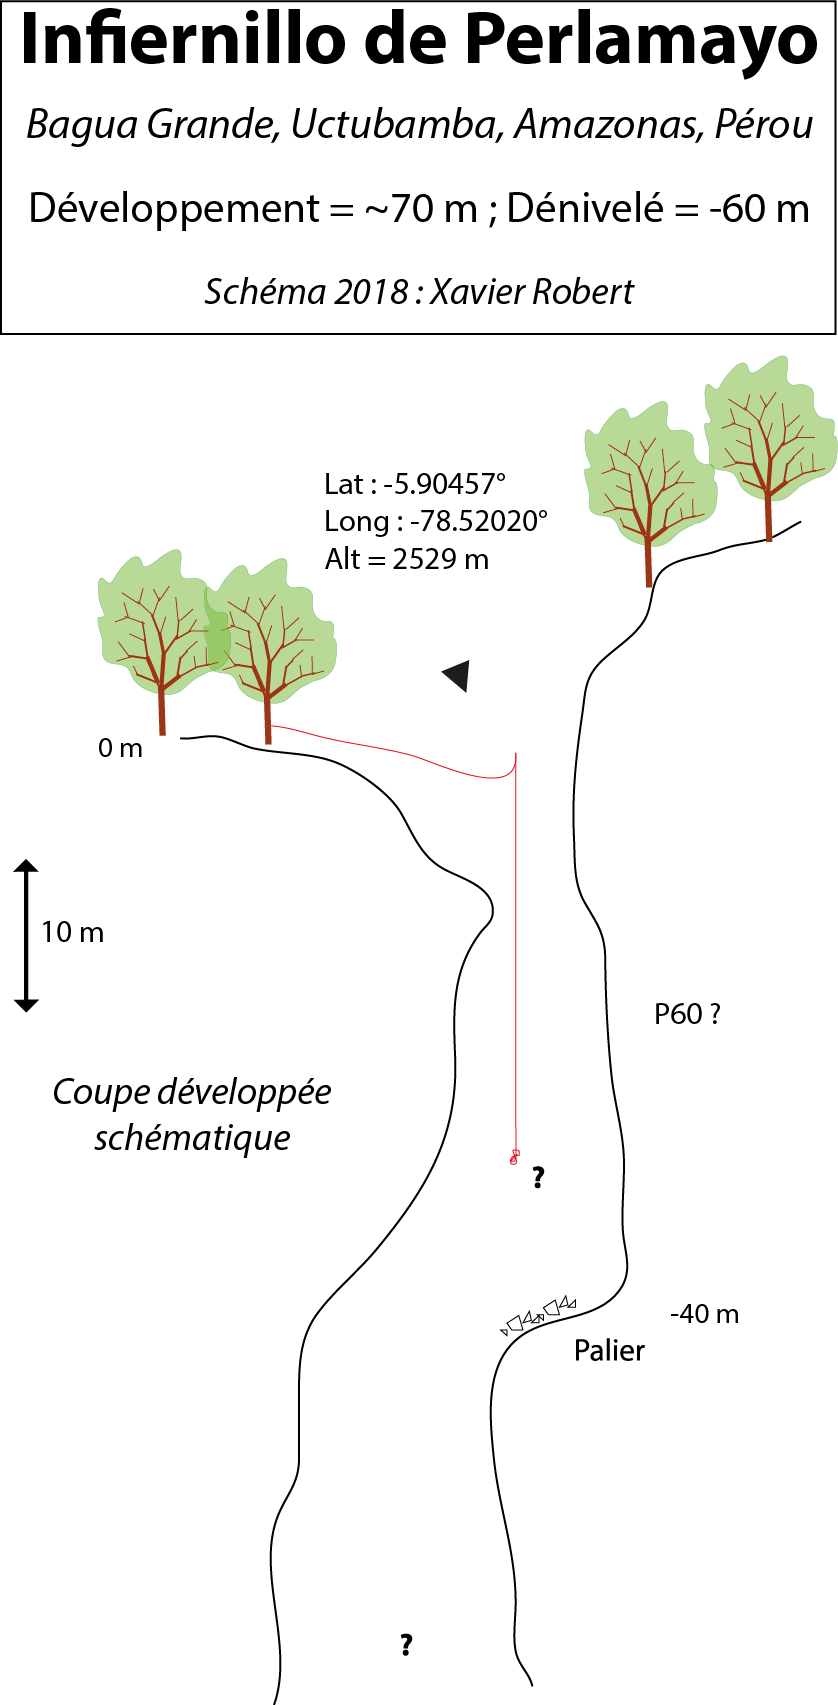 Infiernillo de Perlamayo
Bagua Grande, Uctubamba, Amazonas, Pérou
Développement = ~70 m ; Dénivelé = -60 m
Schéma 2018 : Xavier Robert
Lat : -5.90457°
Long : -78.52020°
Alt = 2529 m
0 m
10 m
P60 ?
Coupe développée
schématique
?
-40 m
Palier
?